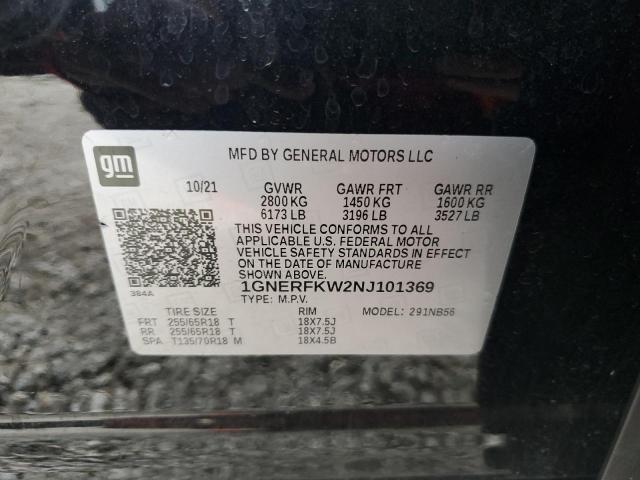 gm
MFD BY GENERAL MOTORS LLC
10/21 GVWR GAWR FRT GAWR RR
2800 KG 1450 KG 1600 KG
6173 LB 3196 LB 3527 LB
THIS VEHICLE CONFORMS TO ALL
APPLICABLE U.S. FEDERAL MOTOR
VEHICLE SAFETY STANDARDS IN EFFECT
ON THE DATE OF MANUFACTURE
SHOWN ABOVE.
384A
1GNERFKW2NJ101369
TYPE: M.P.V.
TIRE SIZE RIM MODEL: 291NB56
FRT 255/65R18 T 18X7.5J
RR 255/65R18 T 18X7.5J
SPA T135/70R18 M 18X4.5B